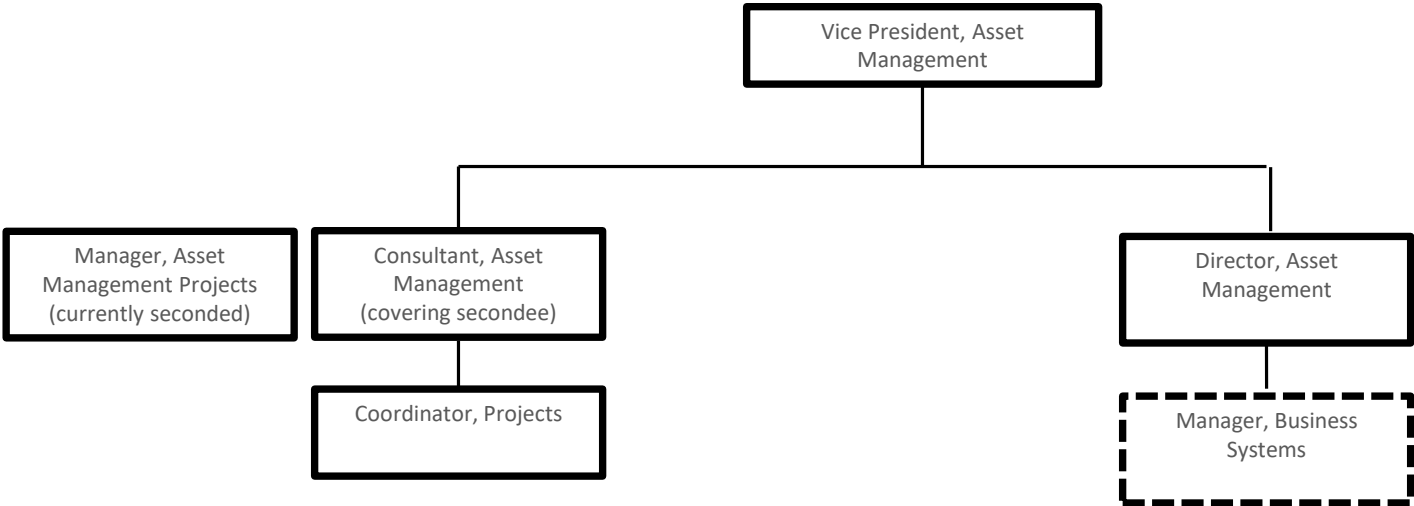 Vice President, Asset
Management
Manager, Asset
Management Projects
(currently seconded)
Consultant, Asset
Management
(covering secondee)
Director, Asset
Management
Coordinator, Projects
Manager, Business
Systems